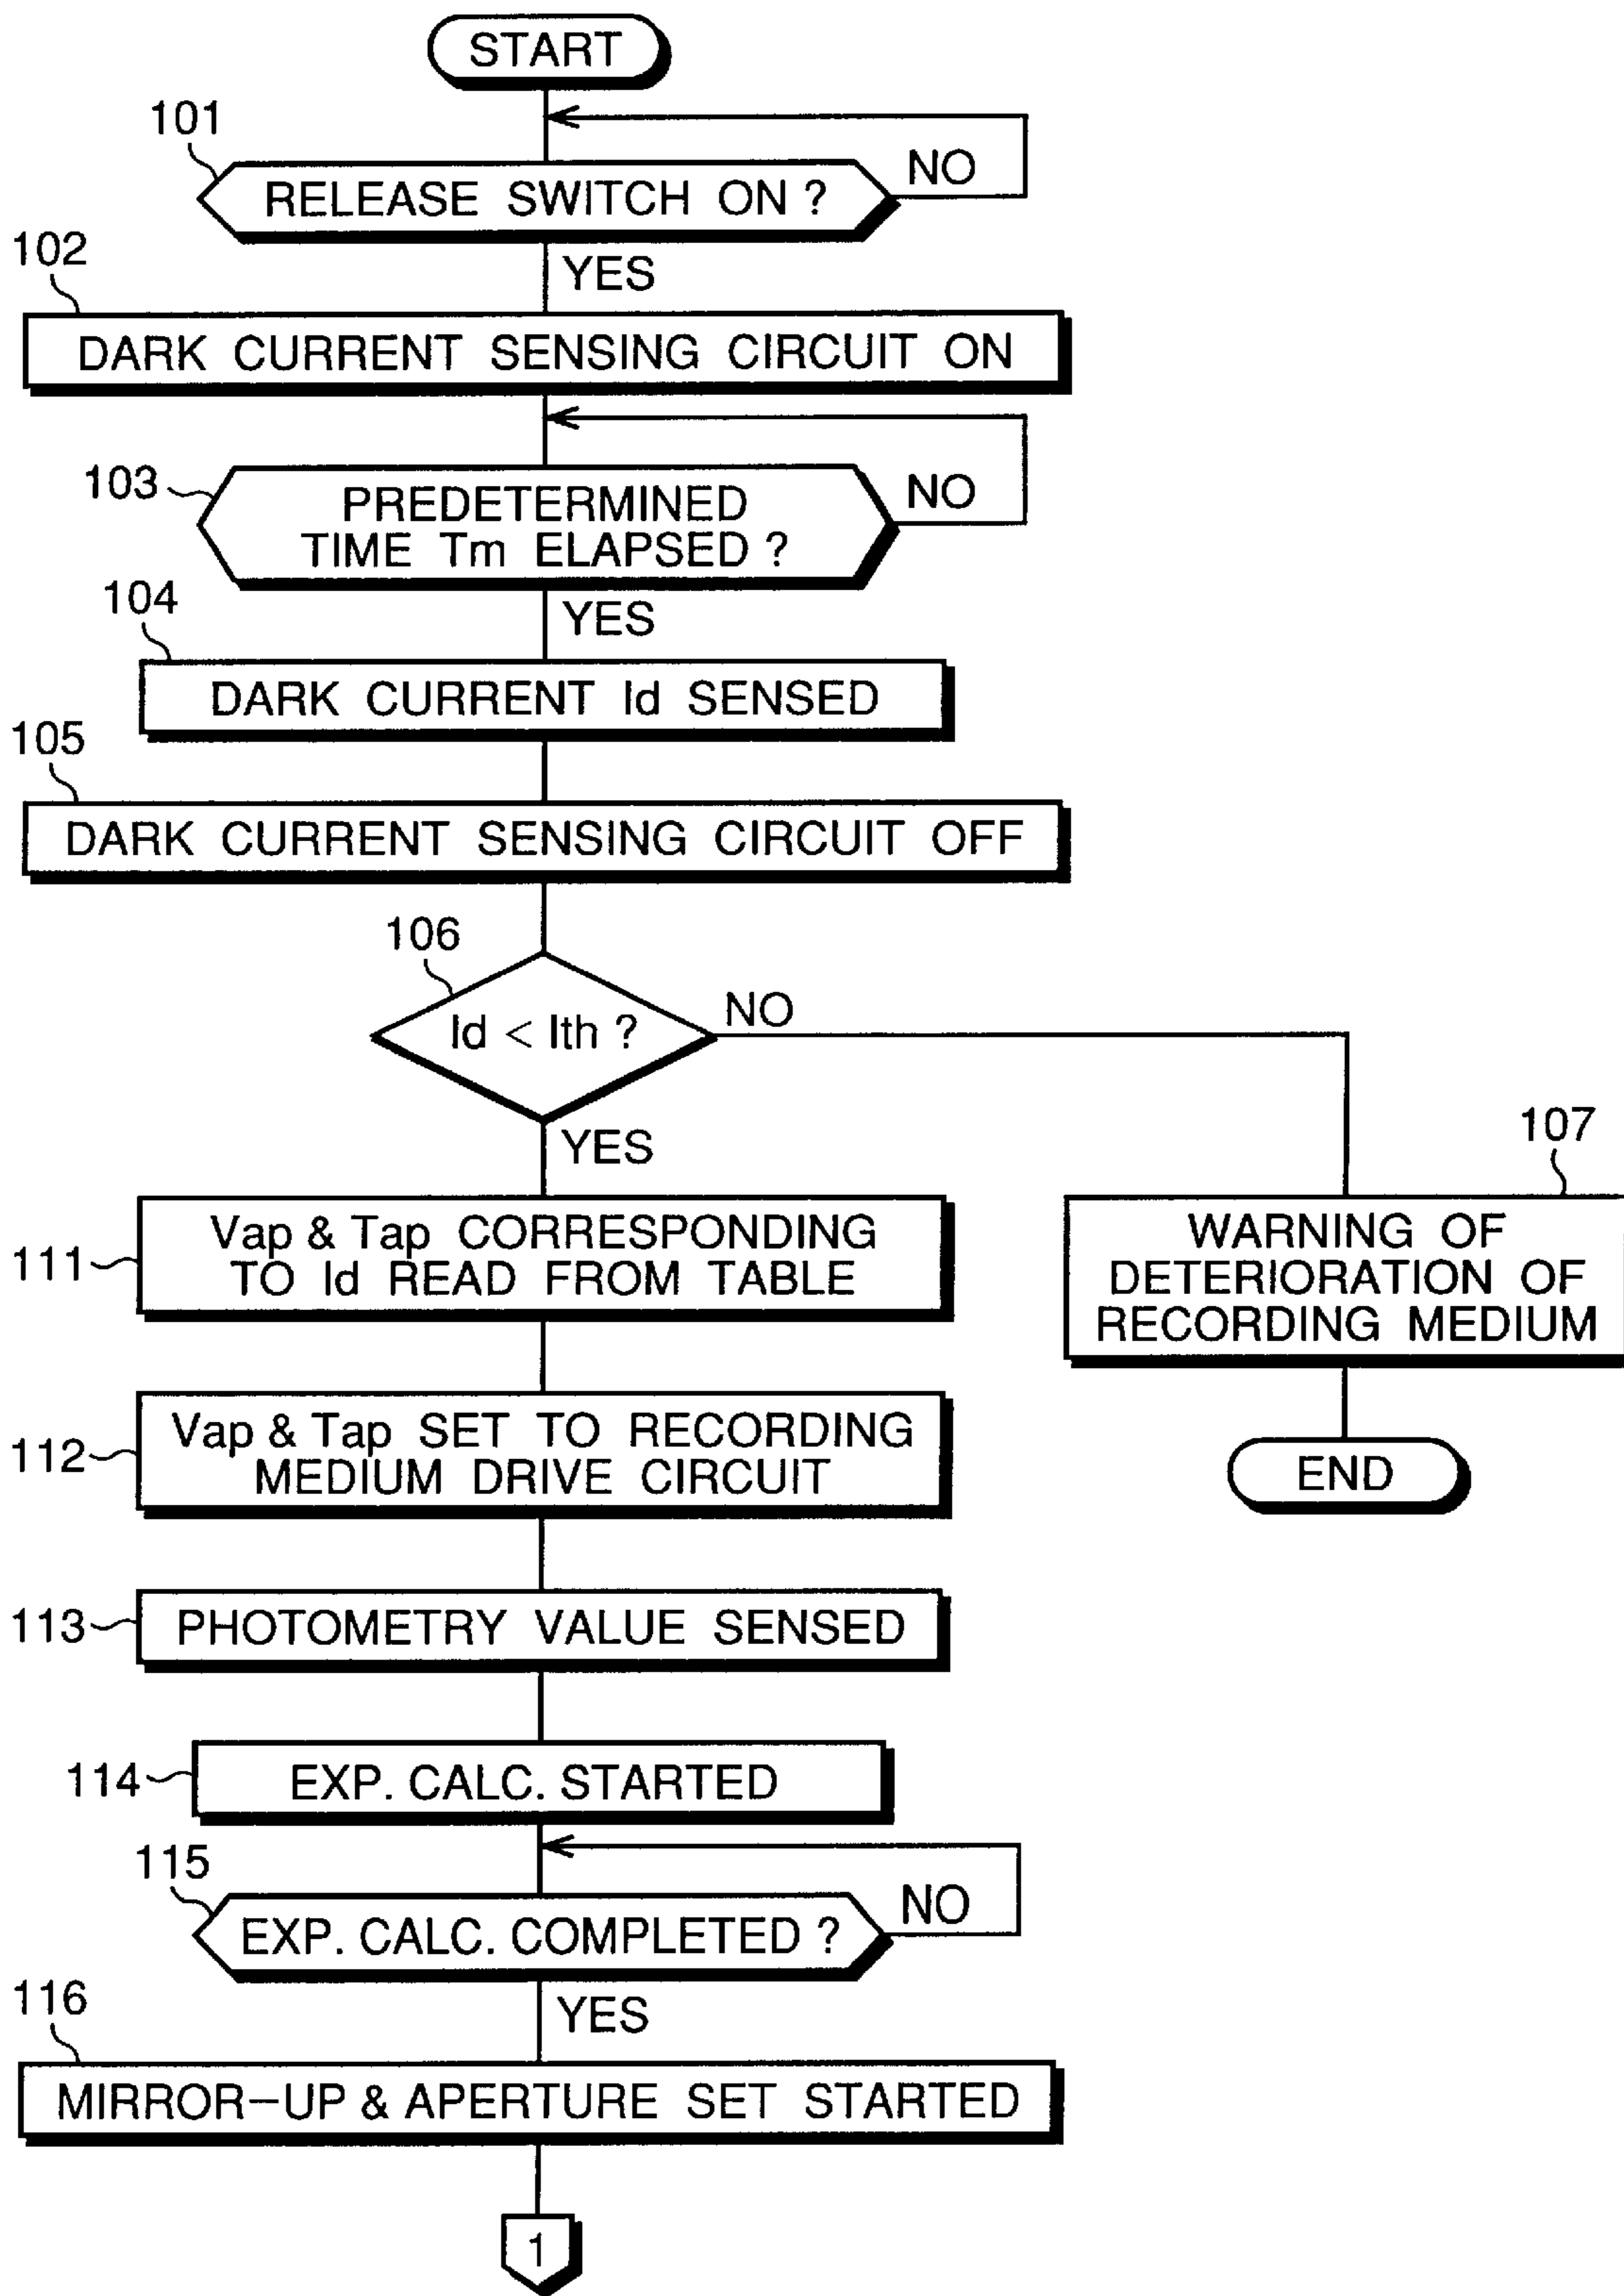 START
101
NO
RELEASE SWITCH ON ?
102
YES
DARK CURRENT SENSING CIRCUIT ON
103
NO
PREDETERMINED
TIME Tm ELAPSED ?
104
YES
DARK CURRENT Id SENSED
105
DARK CURRENT SENSING CIRCUIT OFF
106
NO
Id < Ith ?
YES
107
111
Vap & Tap CORRESPONDING
TO Id READ FROM TABLE
WARNING OF
DETERIORATION OF
RECORDING MEDIUM
112
Vap & Tap SET TO RECORDING
MEDIUM DRIVE CIRCUIT
END
113
PHOTOMETRY VALUE SENSED
114
EXP. CALC. STARTED
115
NO
EXP. CALC. COMPLETED ?
116
YES
MIRROR-UP & APERTURE SET STARTED
1